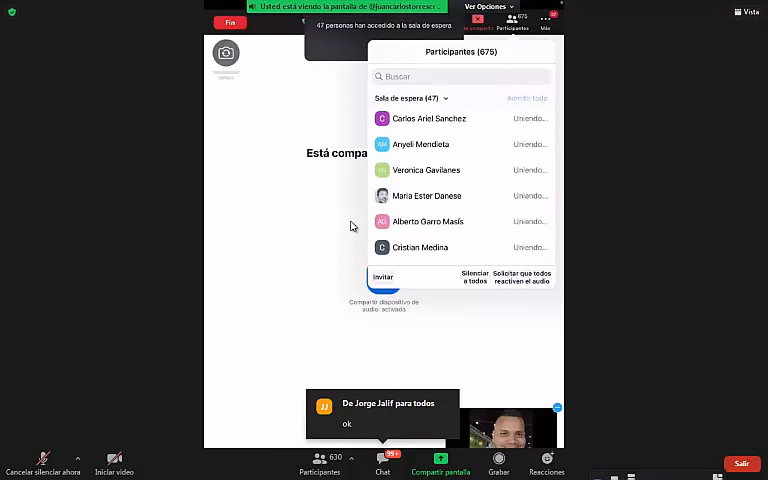 Usted está viendo la pantalla de @juancarlostorrescr...
Ver Opciones
Vista
Fin
47 personas han accedido a la sala de espera
675
Participantes
Más
Participantes (675)
Buscar
Sala de espera (47)
Admitir todo
C Carlos Ariel Sanchez Uniendo...
AM Anyeli Mendieta Uniendo...
VG Veronica Gavilanes Uniendo...
Maria Ester Danese Uniendo...
AG Alberto Garro Masís Uniendo...
C Cristian Medina Uniendo...
Está compa
Invitar
Silenciar a todos
Solicitar que todos reactiven el audio
Compartir dispositivo de
audio: activado
JJ De Jorge Jalif para todos
ok
Cancelar silenciar ahora
Iniciar video
630
Participantes
99+
Chat
Compartir pantalla
Grabar
Reacciones
Salir